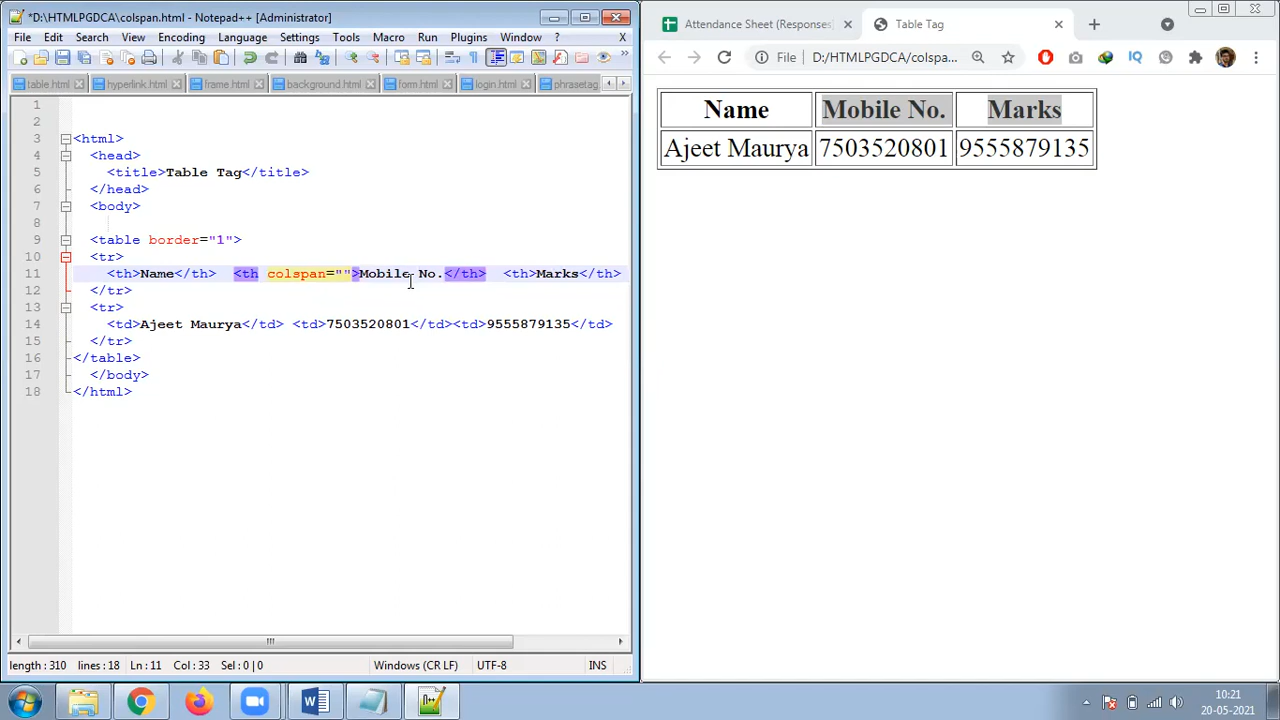 *D:\HTMLPGDCA\colspan.html - Notepad++ [Administrator]
File Edit Search View Encoding Language Settings Tools Macro Run Plugins Window ? X
table.html hyperlink.html frame.html background.html form.html login.html phrasetag.
1
2
3 <html>
4 <head>
5 <title>Table Tag</title>
6 </head>
7 <body>
8
9 <table border="1">
10 <tr>
11 <th>Name</th> <th colspan="">Mobile No.</th> <th>Marks</th>
12 </tr>
13 <tr>
14 <td>Ajeet Maurya</td> <td>7503520801</td><td>9555879135</td>
15 </tr>
16 </table>
17 </body>
18 </html>
length : 310 lines : 18 Ln : 11 Col : 33 Sel : 0 | 0 Windows (CR LF) UTF-8 INS
Attendance Sheet (Responses) Table Tag
File D:/HTMLPGDCA/colspa... IQ
Name Mobile No. Marks
Ajeet Maurya 7503520801 9555879135
10:21
20-05-2021